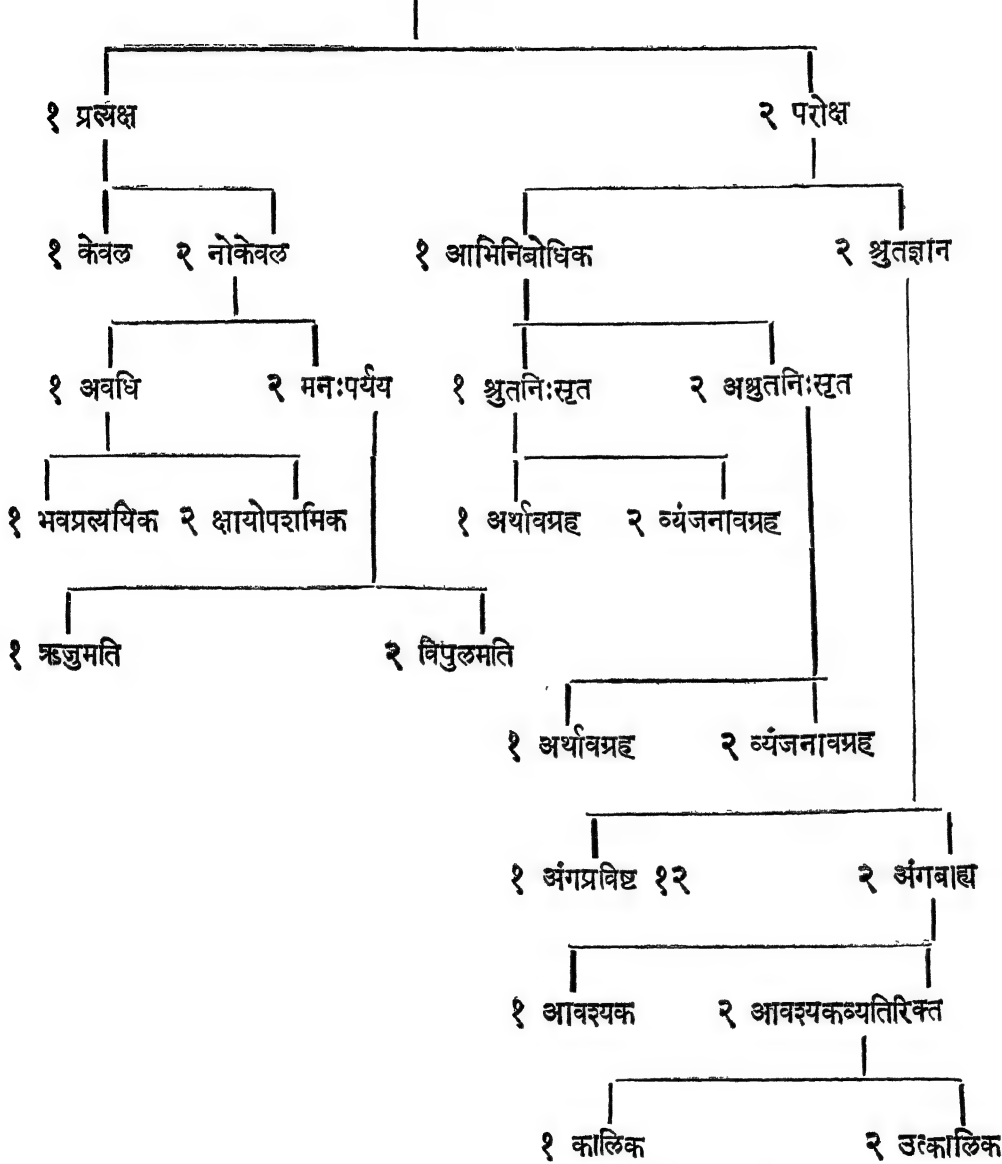 १ प्रत्यक्ष २ परोक्ष
१ केवल २ नोकेवल १ आभिनिबोधिक २ श्रुतज्ञान
१ अवधि २ मनःपर्यय १ श्रुतनिःसृत २ अश्रुतनिःसृत
१ भवप्रत्ययिक २ क्षायोपशमिक १ अर्थावग्रह २ व्यंजनावग्रह
१ ऋजुमति २ विपुलमति
१ अर्थावग्रह २ व्यंजनावग्रह
१ अंगप्रविष्ट १२ २ अंगबाह्य
१ आवश्यक २ आवश्यकव्यतिरिक्त
१ कालिक २ उत्कालिक